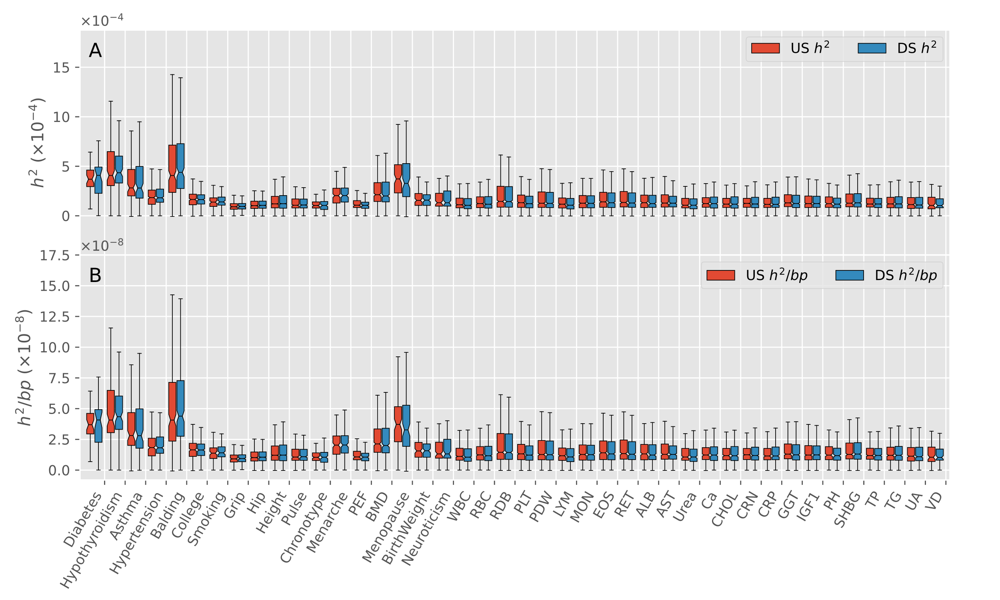 ×10⁻⁴
A
US h²
DS h²
15
10
5
0
h² (×10⁻⁴)
×10⁻⁸
B
US h²/bp
DS h²/bp
17.5
15.0
12.5
10.0
7.5
5.0
2.5
0.0
h²/bp (×10⁻⁸)
Diabetes
Hypothyroidism
Asthma
Hypertension
Balding
College
Smoking
Grip
Hip
Height
Pulse
Chronotype
Menarche
PEF
BMD
Menopause
BirthWeight
Neuroticism
WBC
RBC
RDB
PLT
PDW
LYM
MON
EOS
RET
ALB
AST
Urea
Ca
CHOL
CRN
CRP
GGT
IGF1
PH
SHBG
TP
TG
UA
VD